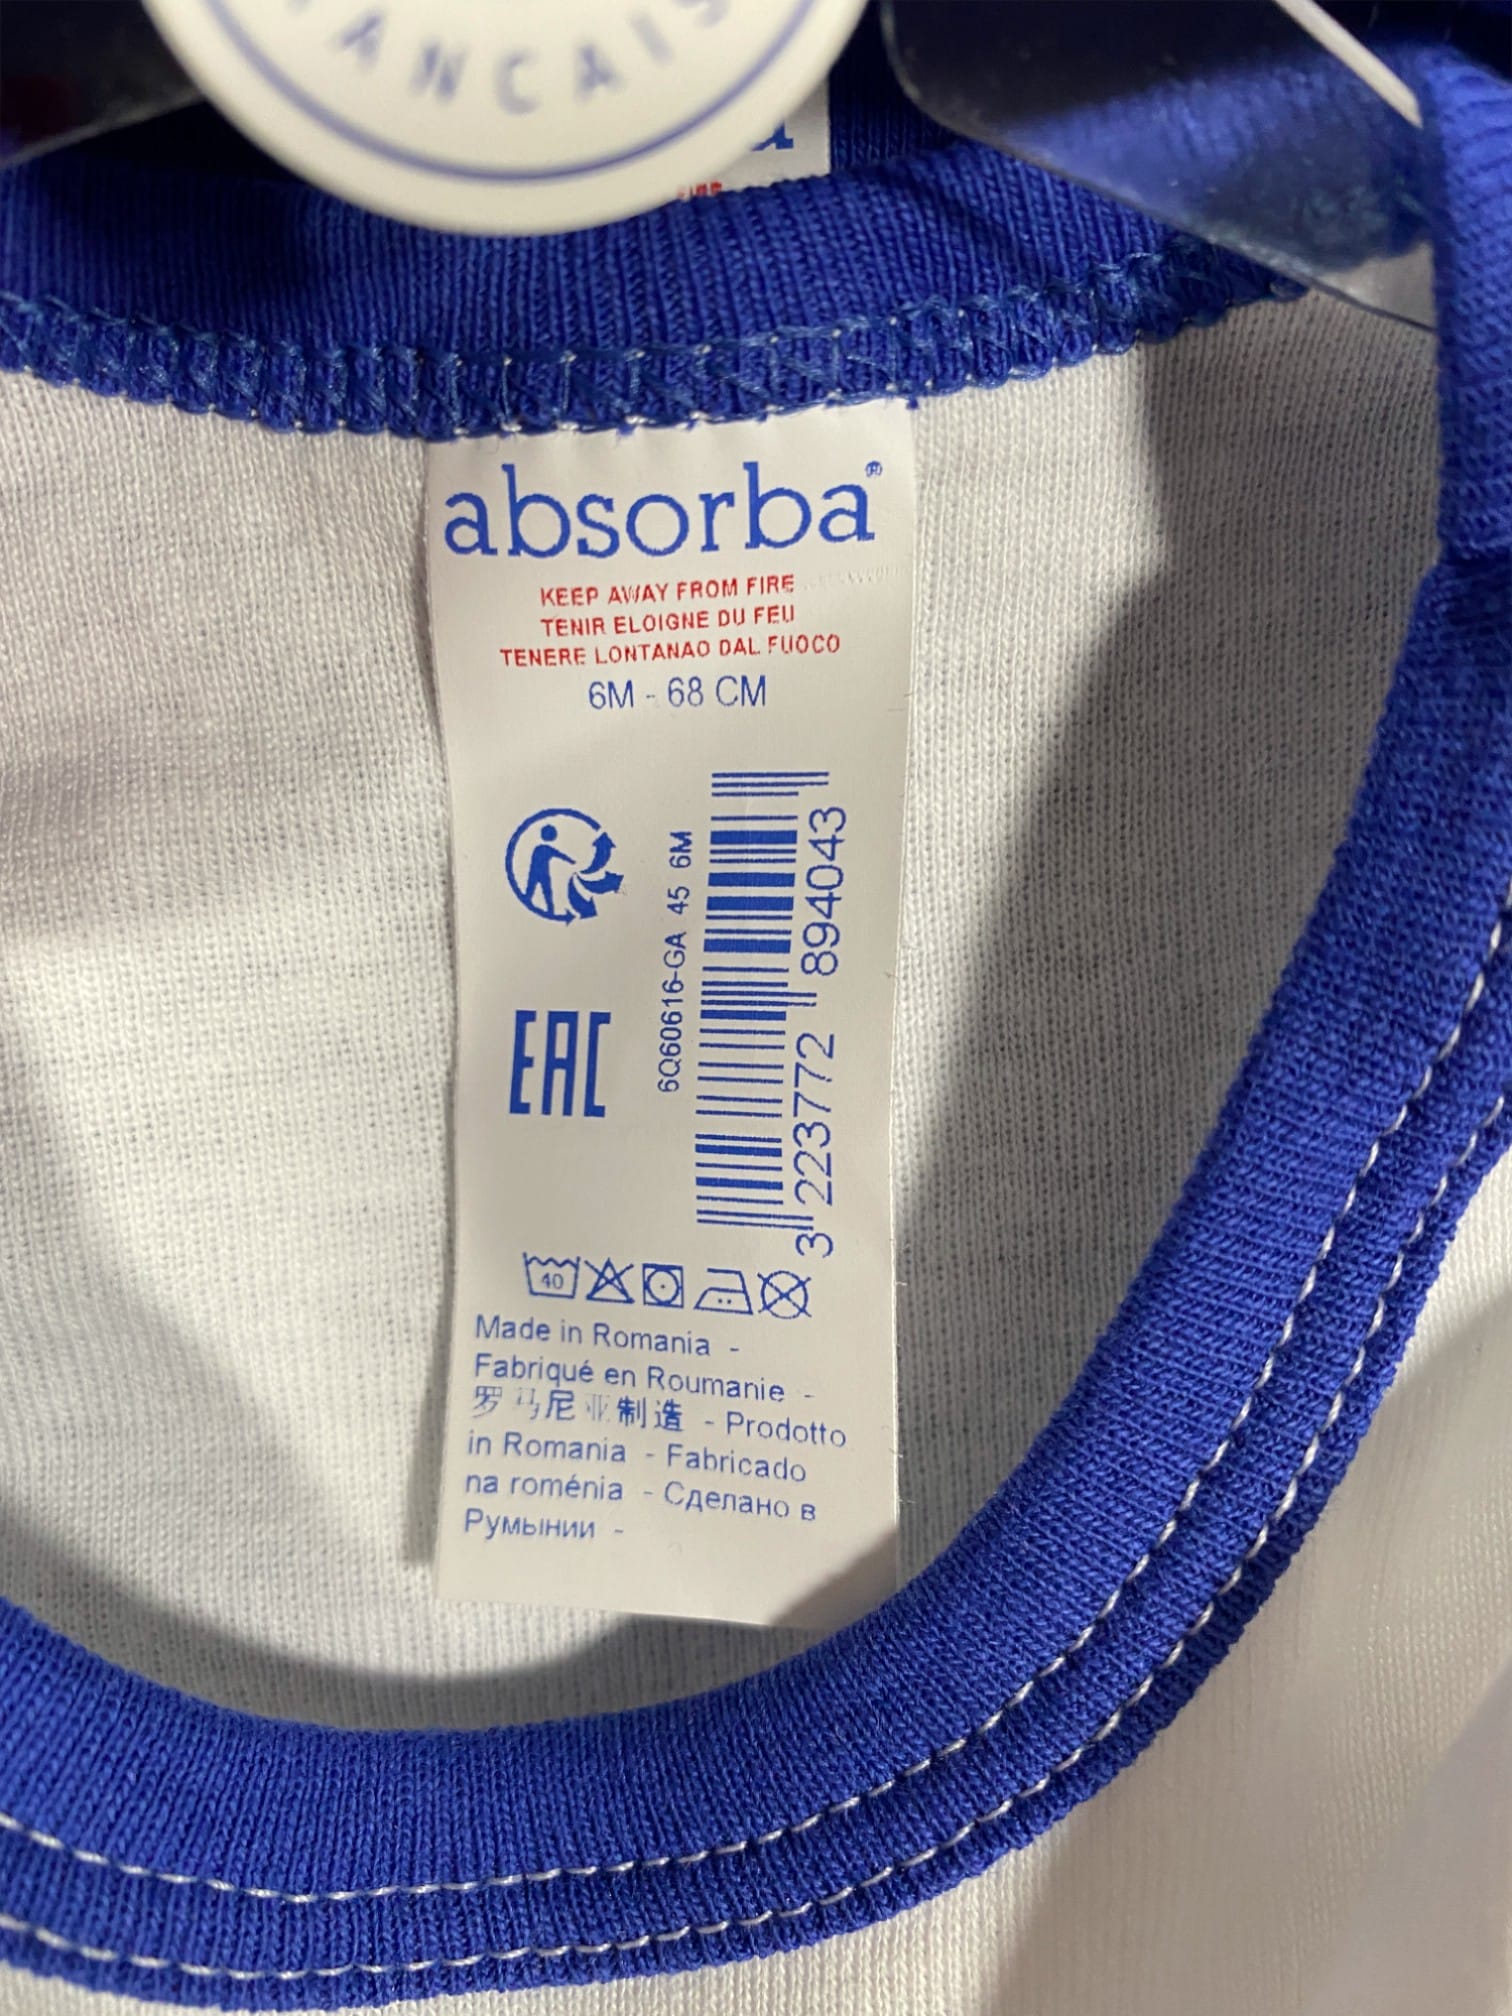 ANÇAIS
absorba®
KEEP AWAY FROM FIRE
TENIR ELOIGNE DU FEU
TENERE LONTANAO DAL FUOCO
6M - 68 CM
6Q60616-GA 45 6M
3 223772 894043
EAC
40
Made in Romania -
Fabriqué en Roumanie -
罗马尼亚制造 - Prodotto
in Romania - Fabricado
na roménia - Сделано в
Румынии -